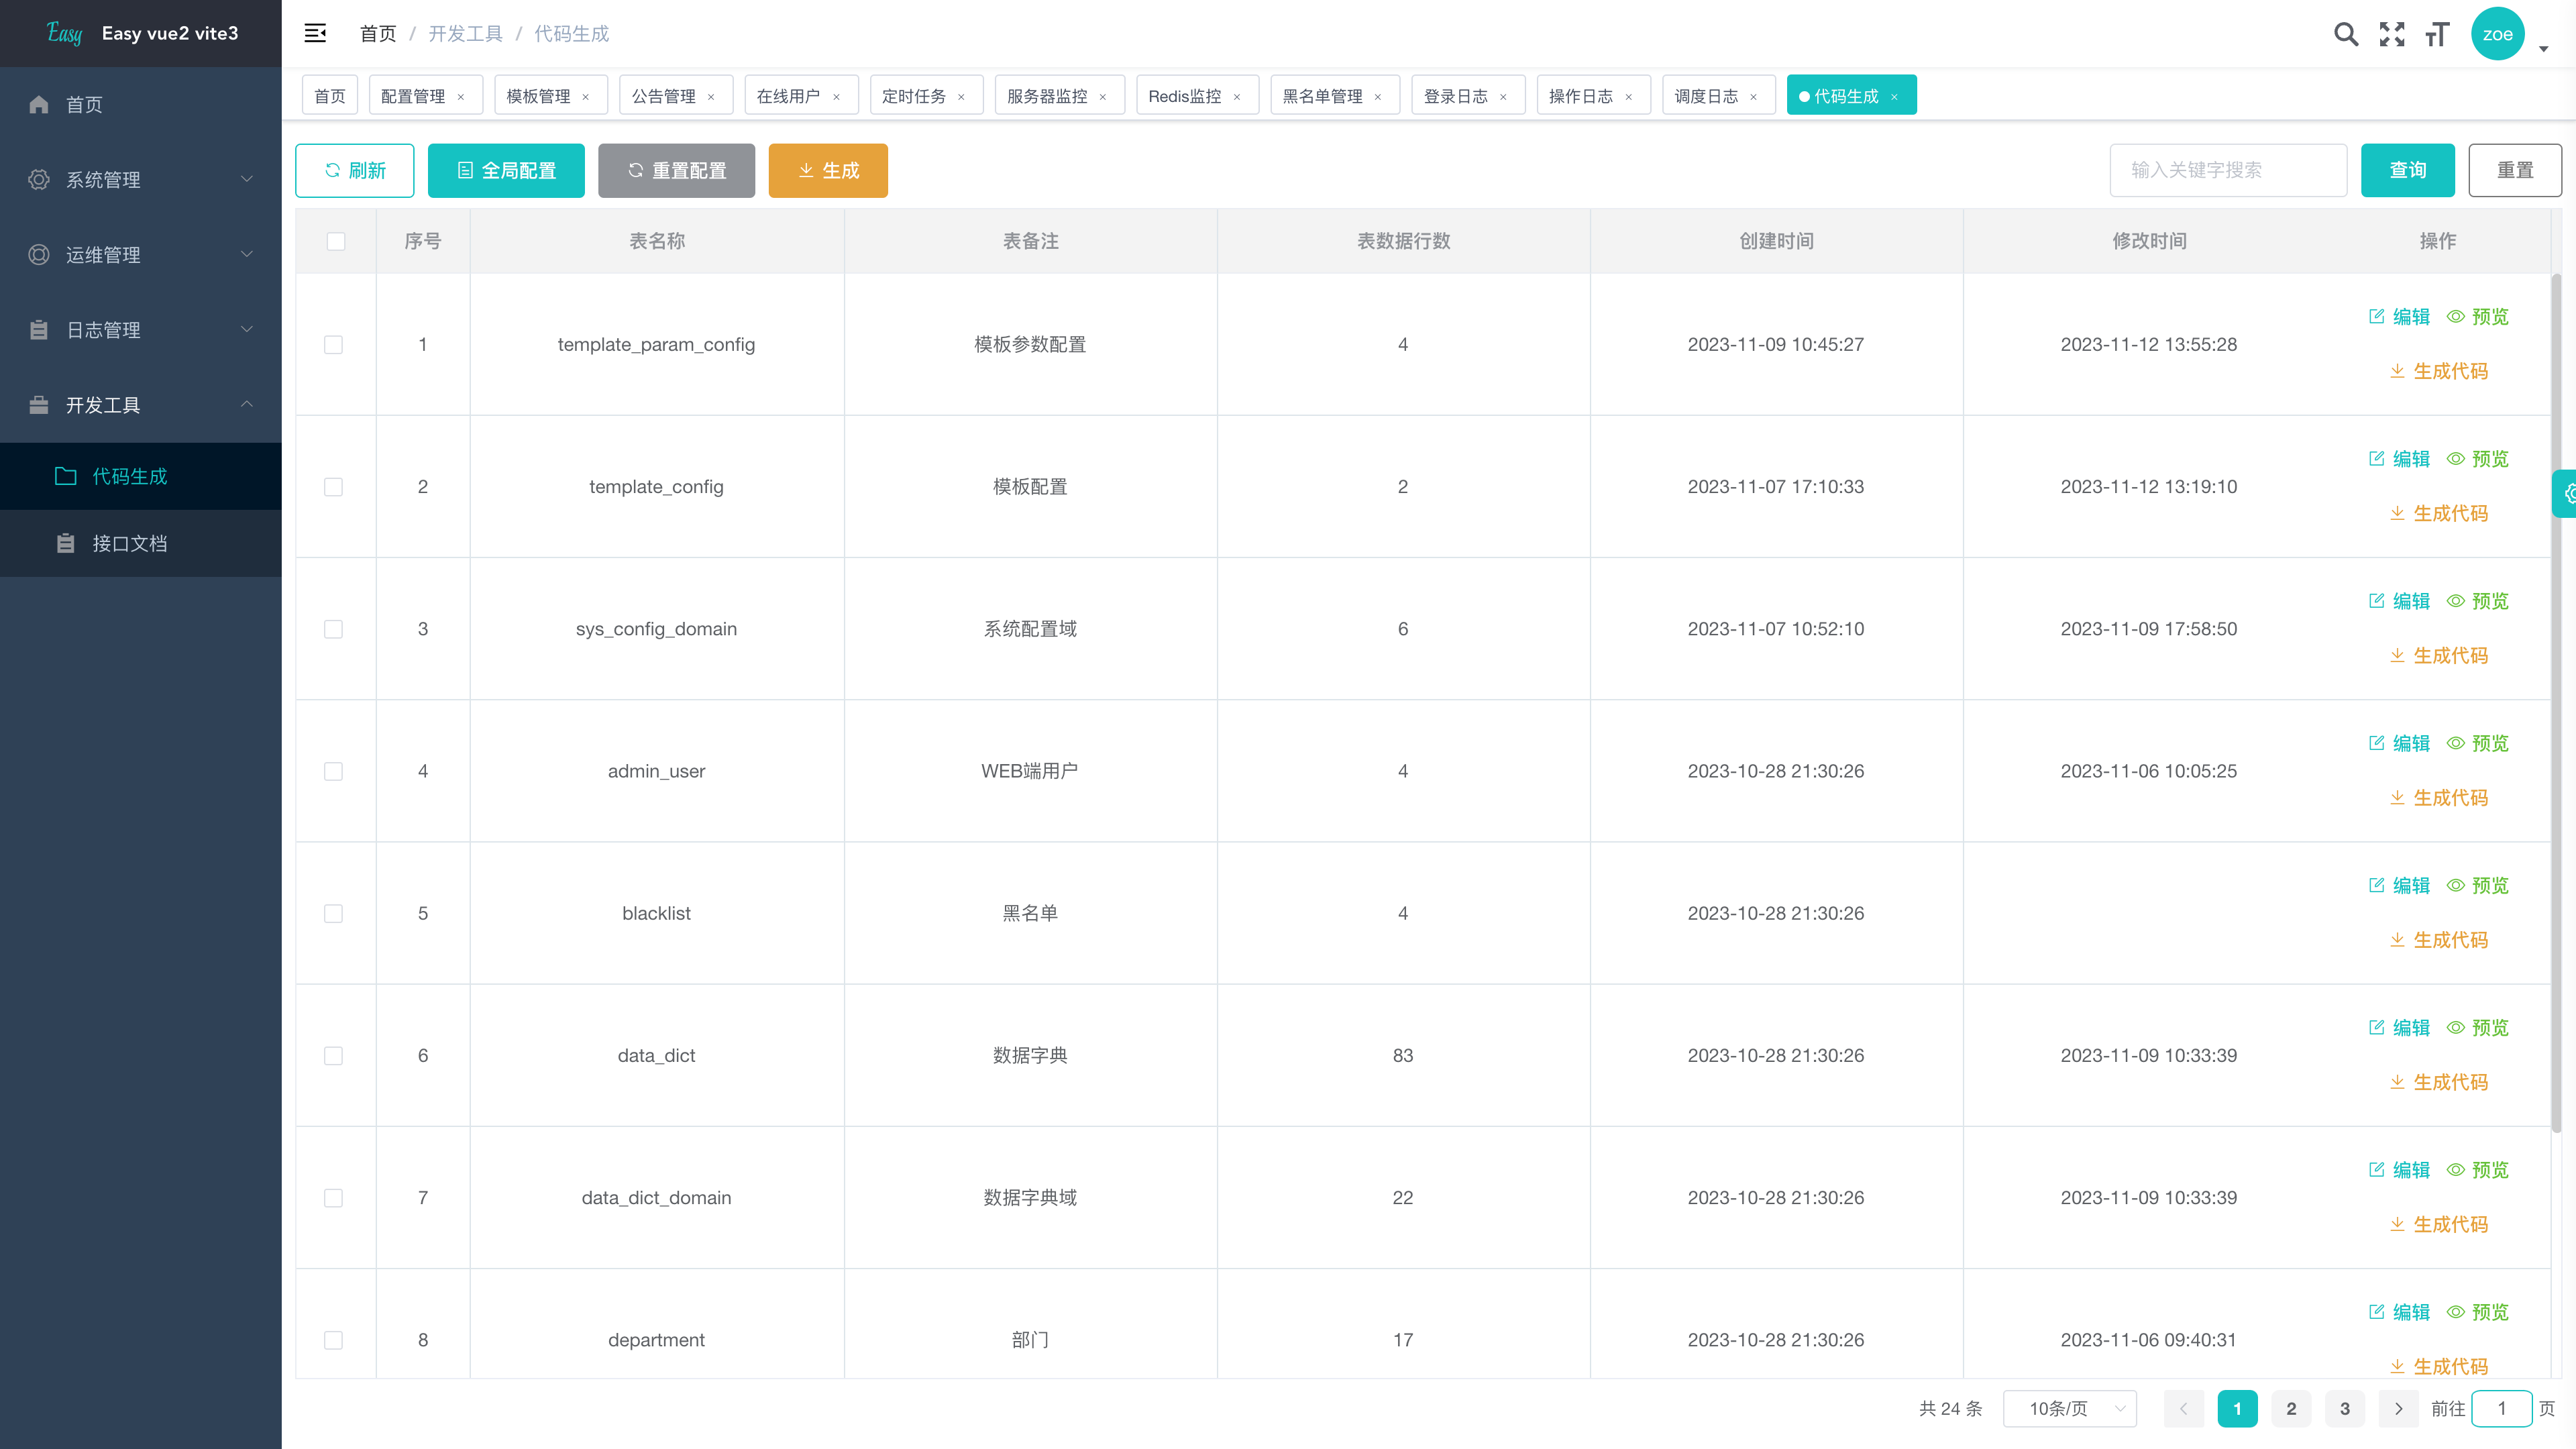 Easy Easy vue2 vite3
首页 / 开发工具 / 代码生成
zoe
首页
系统管理
运维管理
日志管理
开发工具
代码生成
接口文档
首页 配置管理 × 模板管理 × 公告管理 × 在线用户 × 定时任务 × 服务器监控 × Redis监控 × 黑名单管理 × 登录日志 × 操作日志 × 调度日志 × 代码生成 ×
刷新 全局配置 重置配置 生成 输入关键字搜索 查询 重置
序号 表名称 表备注 表数据行数 创建时间 修改时间 操作
1 template_param_config 模板参数配置 4 2023-11-09 10:45:27 2023-11-12 13:55:28 编辑 预览
生成代码
2 template_config 模板配置 2 2023-11-07 17:10:33 2023-11-12 13:19:10 编辑 预览
生成代码
3 sys_config_domain 系统配置域 6 2023-11-07 10:52:10 2023-11-09 17:58:50 编辑 预览
生成代码
4 admin_user WEB端用户 4 2023-10-28 21:30:26 2023-11-06 10:05:25 编辑 预览
生成代码
5 blacklist 黑名单 4 2023-10-28 21:30:26 编辑 预览
生成代码
6 data_dict 数据字典 83 2023-10-28 21:30:26 2023-11-09 10:33:39 编辑 预览
生成代码
7 data_dict_domain 数据字典域 22 2023-10-28 21:30:26 2023-11-09 10:33:39 编辑 预览
生成代码
8 department 部门 17 2023-10-28 21:30:26 2023-11-06 09:40:31 编辑 预览
生成代码
共 24 条 10条/页 1 2 3 前往 1 页